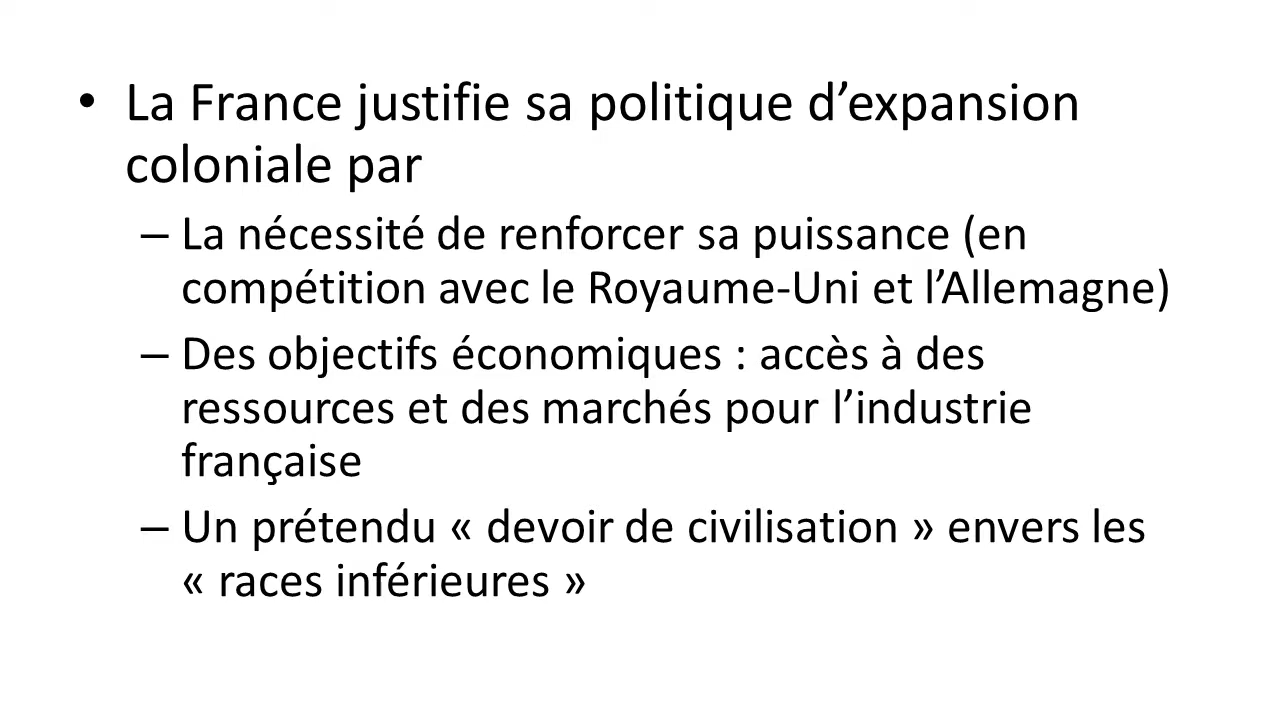 • La France justifie sa politique d’expansion
coloniale par
– La nécessité de renforcer sa puissance (en
compétition avec le Royaume-Uni et l’Allemagne)
– Des objectifs économiques : accès à des
ressources et des marchés pour l’industrie
française
– Un prétendu « devoir de civilisation » envers les
« races inférieures »